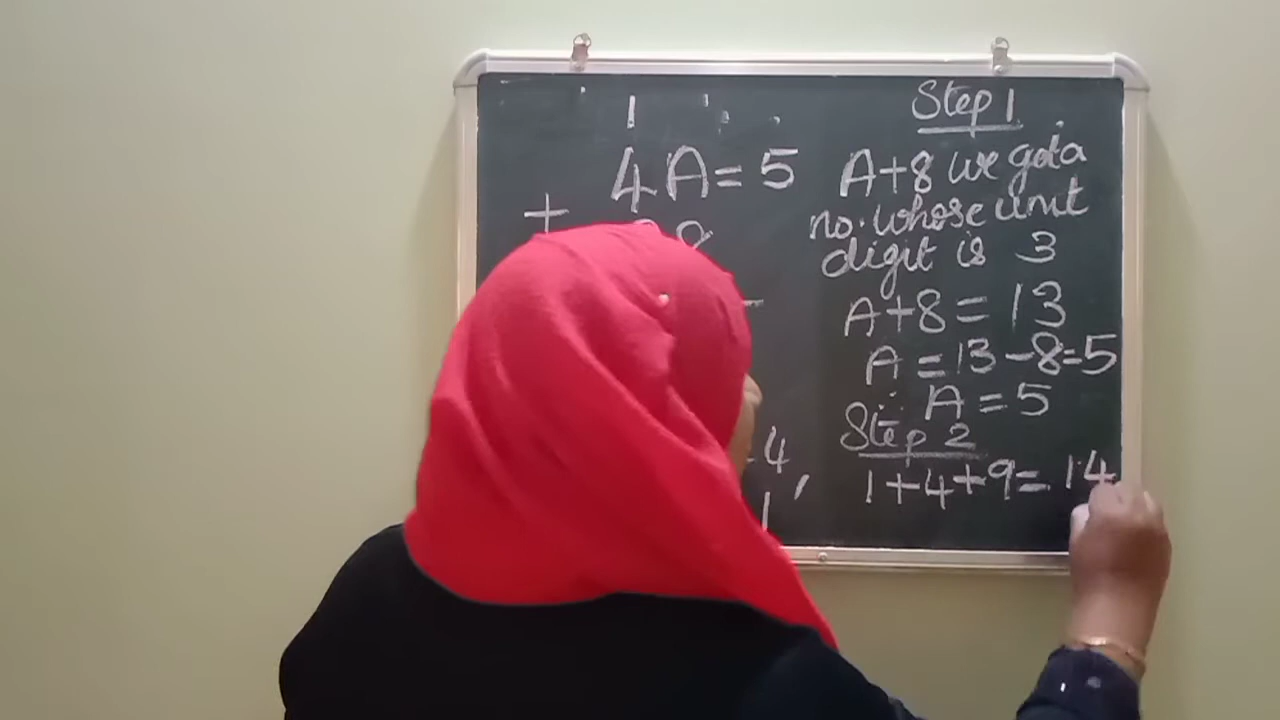 1
4A=5
+ 8
4
,
1
Step 1
A+8 we get a
no. whose unit
digit is 3
A+8=13
A=13-8=5
A=5
Step 2
1+4+9=14